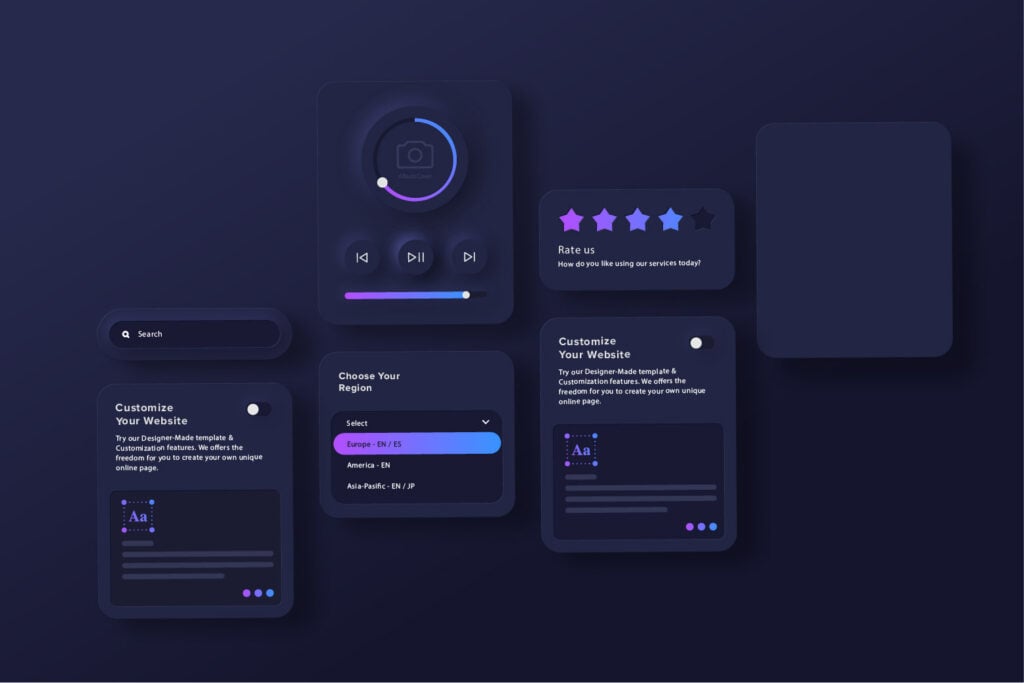 Album Cover
Rate us
How do you like using our services today?
Search
Customize
Your Website
Try our Designer-Made template &
Customization features. We offers the
freedom for you to create your own unique
online page.
Aa
Choose Your
Region
Select
Europe - EN / ES
America - EN
Asia-Pasific - EN / JP
Customize
Your Website
Try our Designer-Made template &
Customization features. We offers the
freedom for you to create your own unique
online page.
Aa